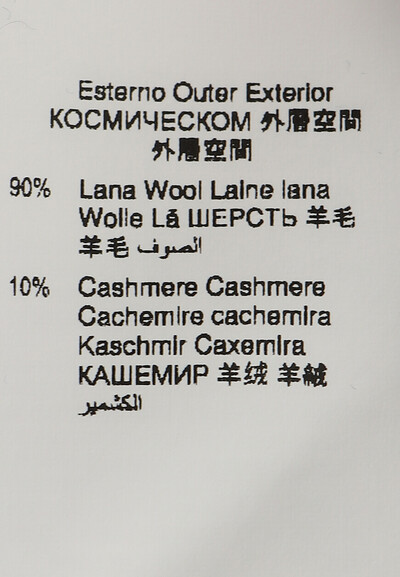 Esterno Outer Exterior
КОСМИЧЕСКОМ 外層空間
外層空間
90% Lana Wool Laine lana
Wolle Lá ШЕРСТЬ 羊毛
羊毛 الصوف
10% Cashmere Cashmere
Cachemire cachemira
Kaschmir Caxemira
КАШЕМИР 羊绒 羊絨
الكشمير